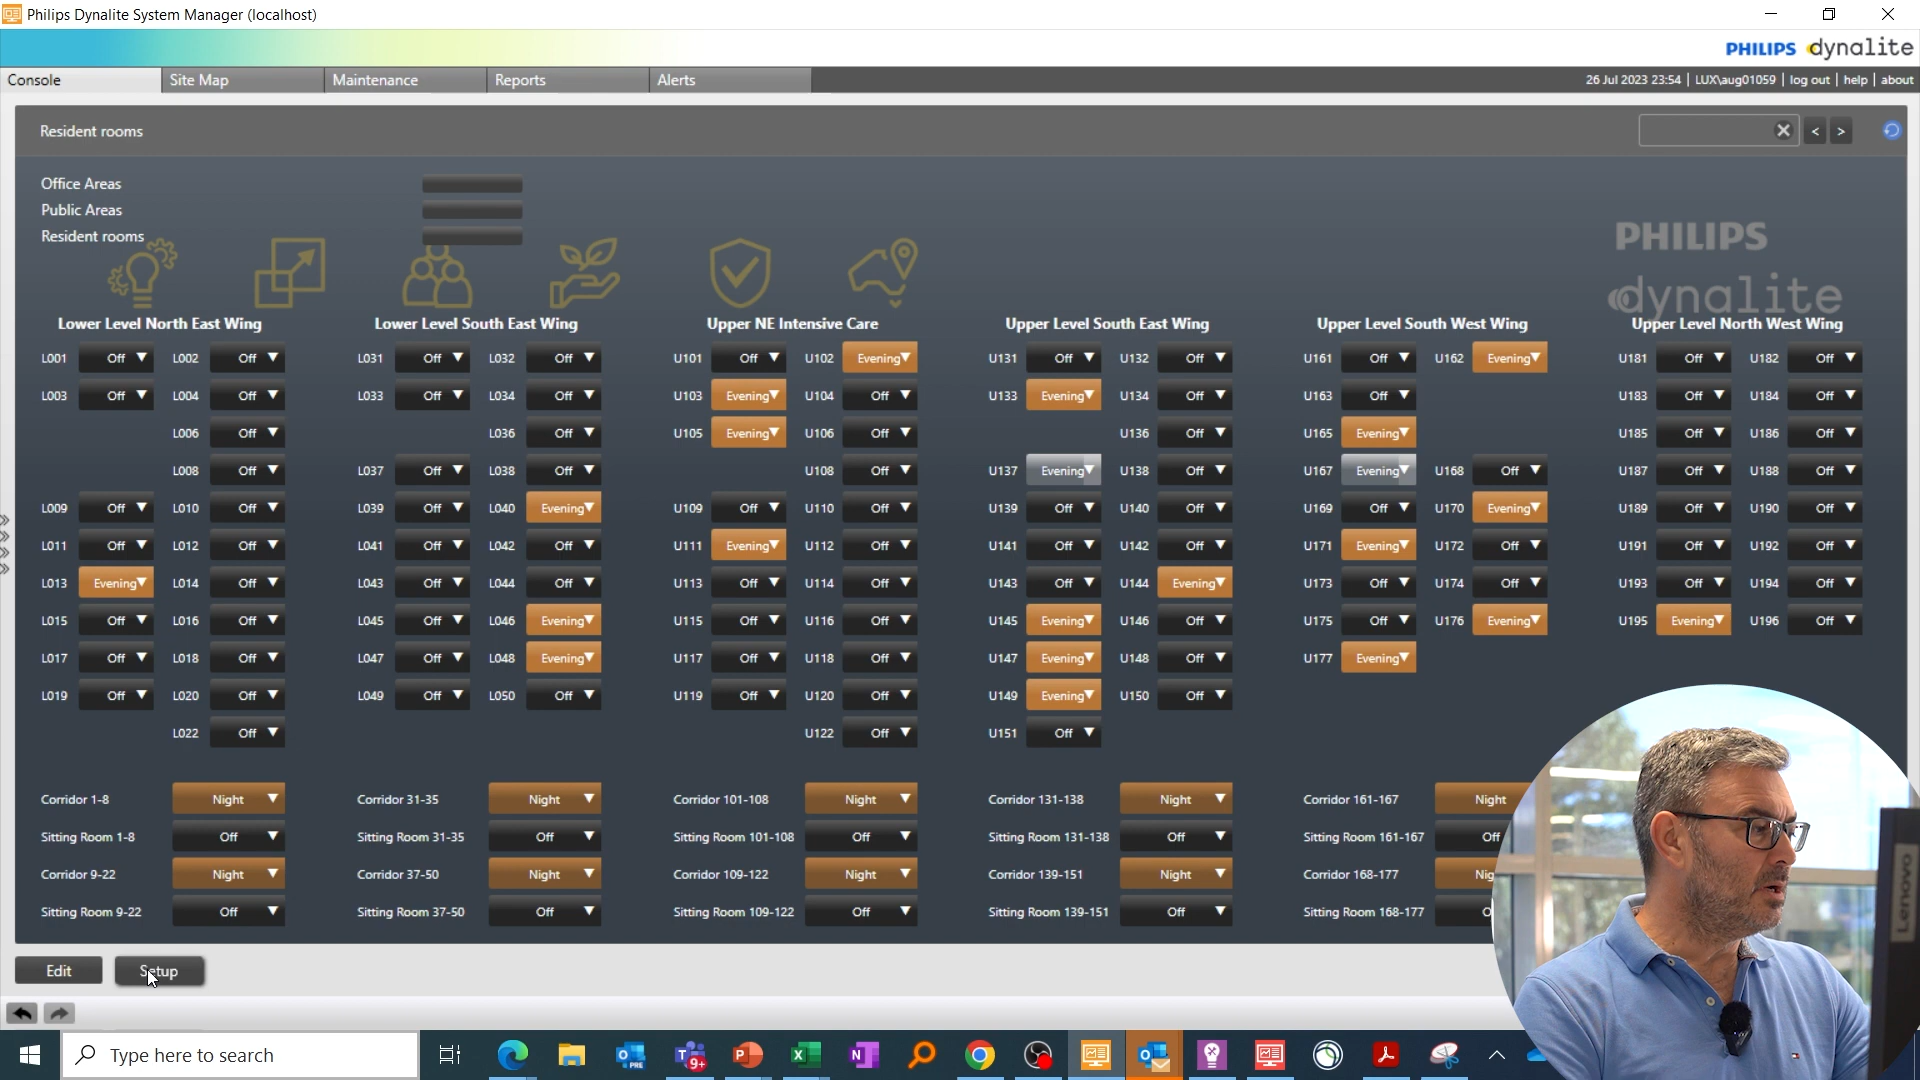 Philips Dynalite System Manager (localhost)
PHILIPS dynalite
Console Site Map Maintenance Reports Alerts 26 Jul 2023 23:54 | LUX\aug01059 | log out | help | about
Resident rooms < >
Office Areas
Public Areas
Resident rooms
PHILIPS
dynalite
Lower Level North East Wing Lower Level South East Wing Upper NE Intensive Care Upper Level South East Wing Upper Level South West Wing Upper Level North West Wing
L001 Off L002 Off L031 Off L032 Off U101 Off U102 Evening U131 Off U132 Off U161 Off U162 Evening U181 Off U182 Off
L003 Off L004 Off L033 Off L034 Off U103 Evening U104 Off U133 Evening U134 Off U163 Off U183 Off U184 Off
L006 Off L036 Off U105 Evening U106 Off U136 Off U165 Evening U185 Off U186 Off
L008 Off L037 Off L038 Off U108 Off U137 Evening U138 Off U167 Evening U168 Off U187 Off U188 Off
L009 Off L010 Off L039 Off L040 Evening U109 Off U110 Off U139 Off U140 Off U169 Off U170 Evening U189 Off U190 Off
L011 Off L012 Off L041 Off L042 Off U111 Evening U112 Off U141 Off U142 Off U171 Evening U172 Off U191 Off U192 Off
L013 Evening L014 Off L043 Off L044 Off U113 Off U114 Off U143 Off U144 Evening U173 Off U174 Off U193 Off U194 Off
L015 Off L016 Off L045 Off L046 Evening U115 Off U116 Off U145 Evening U146 Off U175 Off U176 Evening U195 Evening U196 Off
L017 Off L018 Off L047 Off L048 Evening U117 Off U118 Off U147 Evening U148 Off U177 Evening
L019 Off L020 Off L049 Off L050 Off U119 Off U120 Off U149 Evening U150 Off
L022 Off U122 Off U151 Off
Corridor 1-8 Night Corridor 31-35 Night Corridor 101-108 Night Corridor 131-138 Night Corridor 161-167 Night
Sitting Room 1-8 Off Sitting Room 31-35 Off Sitting Room 101-108 Off Sitting Room 131-138 Off Sitting Room 161-167 Off
Corridor 9-22 Night Corridor 37-50 Night Corridor 109-122 Night Corridor 139-151 Night Corridor 168-177 Nig
Sitting Room 9-22 Off Sitting Room 37-50 Off Sitting Room 109-122 Off Sitting Room 139-151 Off Sitting Room 168-177 O
Lenovo
Edit Setup
Type here to search